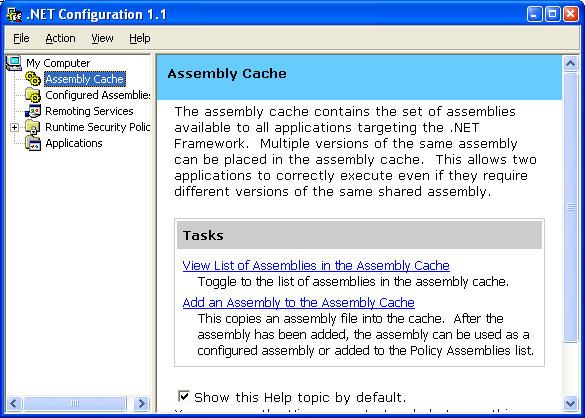 .NET Configuration 1.1
File Action View Help
My Computer
Assembly Cache
Configured Assemblies
Remoting Services
Runtime Security Polic
Applications
Assembly Cache
The assembly cache contains the set of assemblies
available to all applications targeting the .NET
Framework. Multiple versions of the same assembly
can be placed in the assembly cache. This allows two
applications to correctly execute even if they require
different versions of the same shared assembly.
Tasks
View List of Assemblies in the Assembly Cache
Toggle to the list of assemblies in the assembly cache.
Add an Assembly to the Assembly Cache
This copies an assembly file into the cache. After the
assembly has been added, the assembly can be used as a
configured assembly or added to the Policy Assemblies list.
Show this Help topic by default.